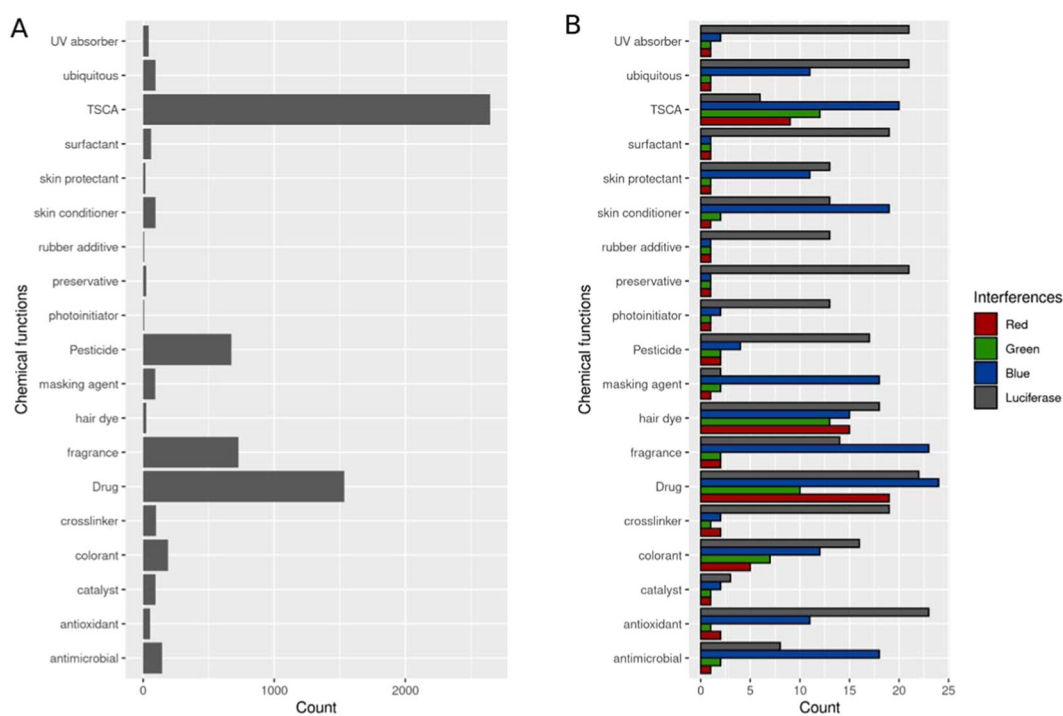 A
UV absorber
ubiquitous
TSCA
surfactant
skin protectant
skin conditioner
rubber additive
preservative
photoinitiator
Pesticide
masking agent
hair dye
fragrance
Drug
crosslinker
colorant
catalyst
antioxidant
antimicrobial
Chemical functions
0 1000 2000
Count
B
UV absorber
ubiquitous
TSCA
surfactant
skin protectant
skin conditioner
rubber additive
preservative
photoinitiator
Pesticide
masking agent
hair dye
fragrance
Drug
crosslinker
colorant
catalyst
antioxidant
antimicrobial
Chemical functions
0 5 10 15 20 25
Count
Interferences
Red
Green
Blue
Luciferase